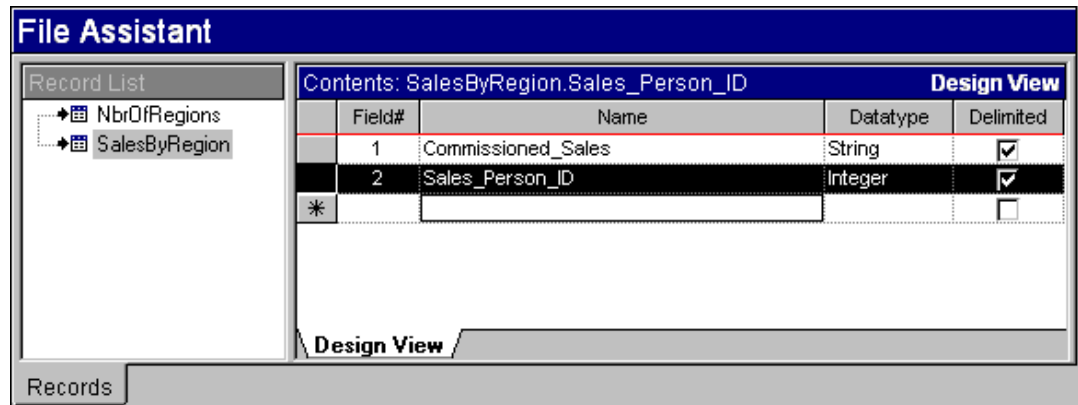 File Assistant
Record List
NbrOfRegions
SalesByRegion
Contents: SalesByRegion.Sales_Person_ID Design View
Field# Name Datatype Delimited
1 Commissioned_Sales String
2 Sales_Person_ID Integer
*
Design View
Records